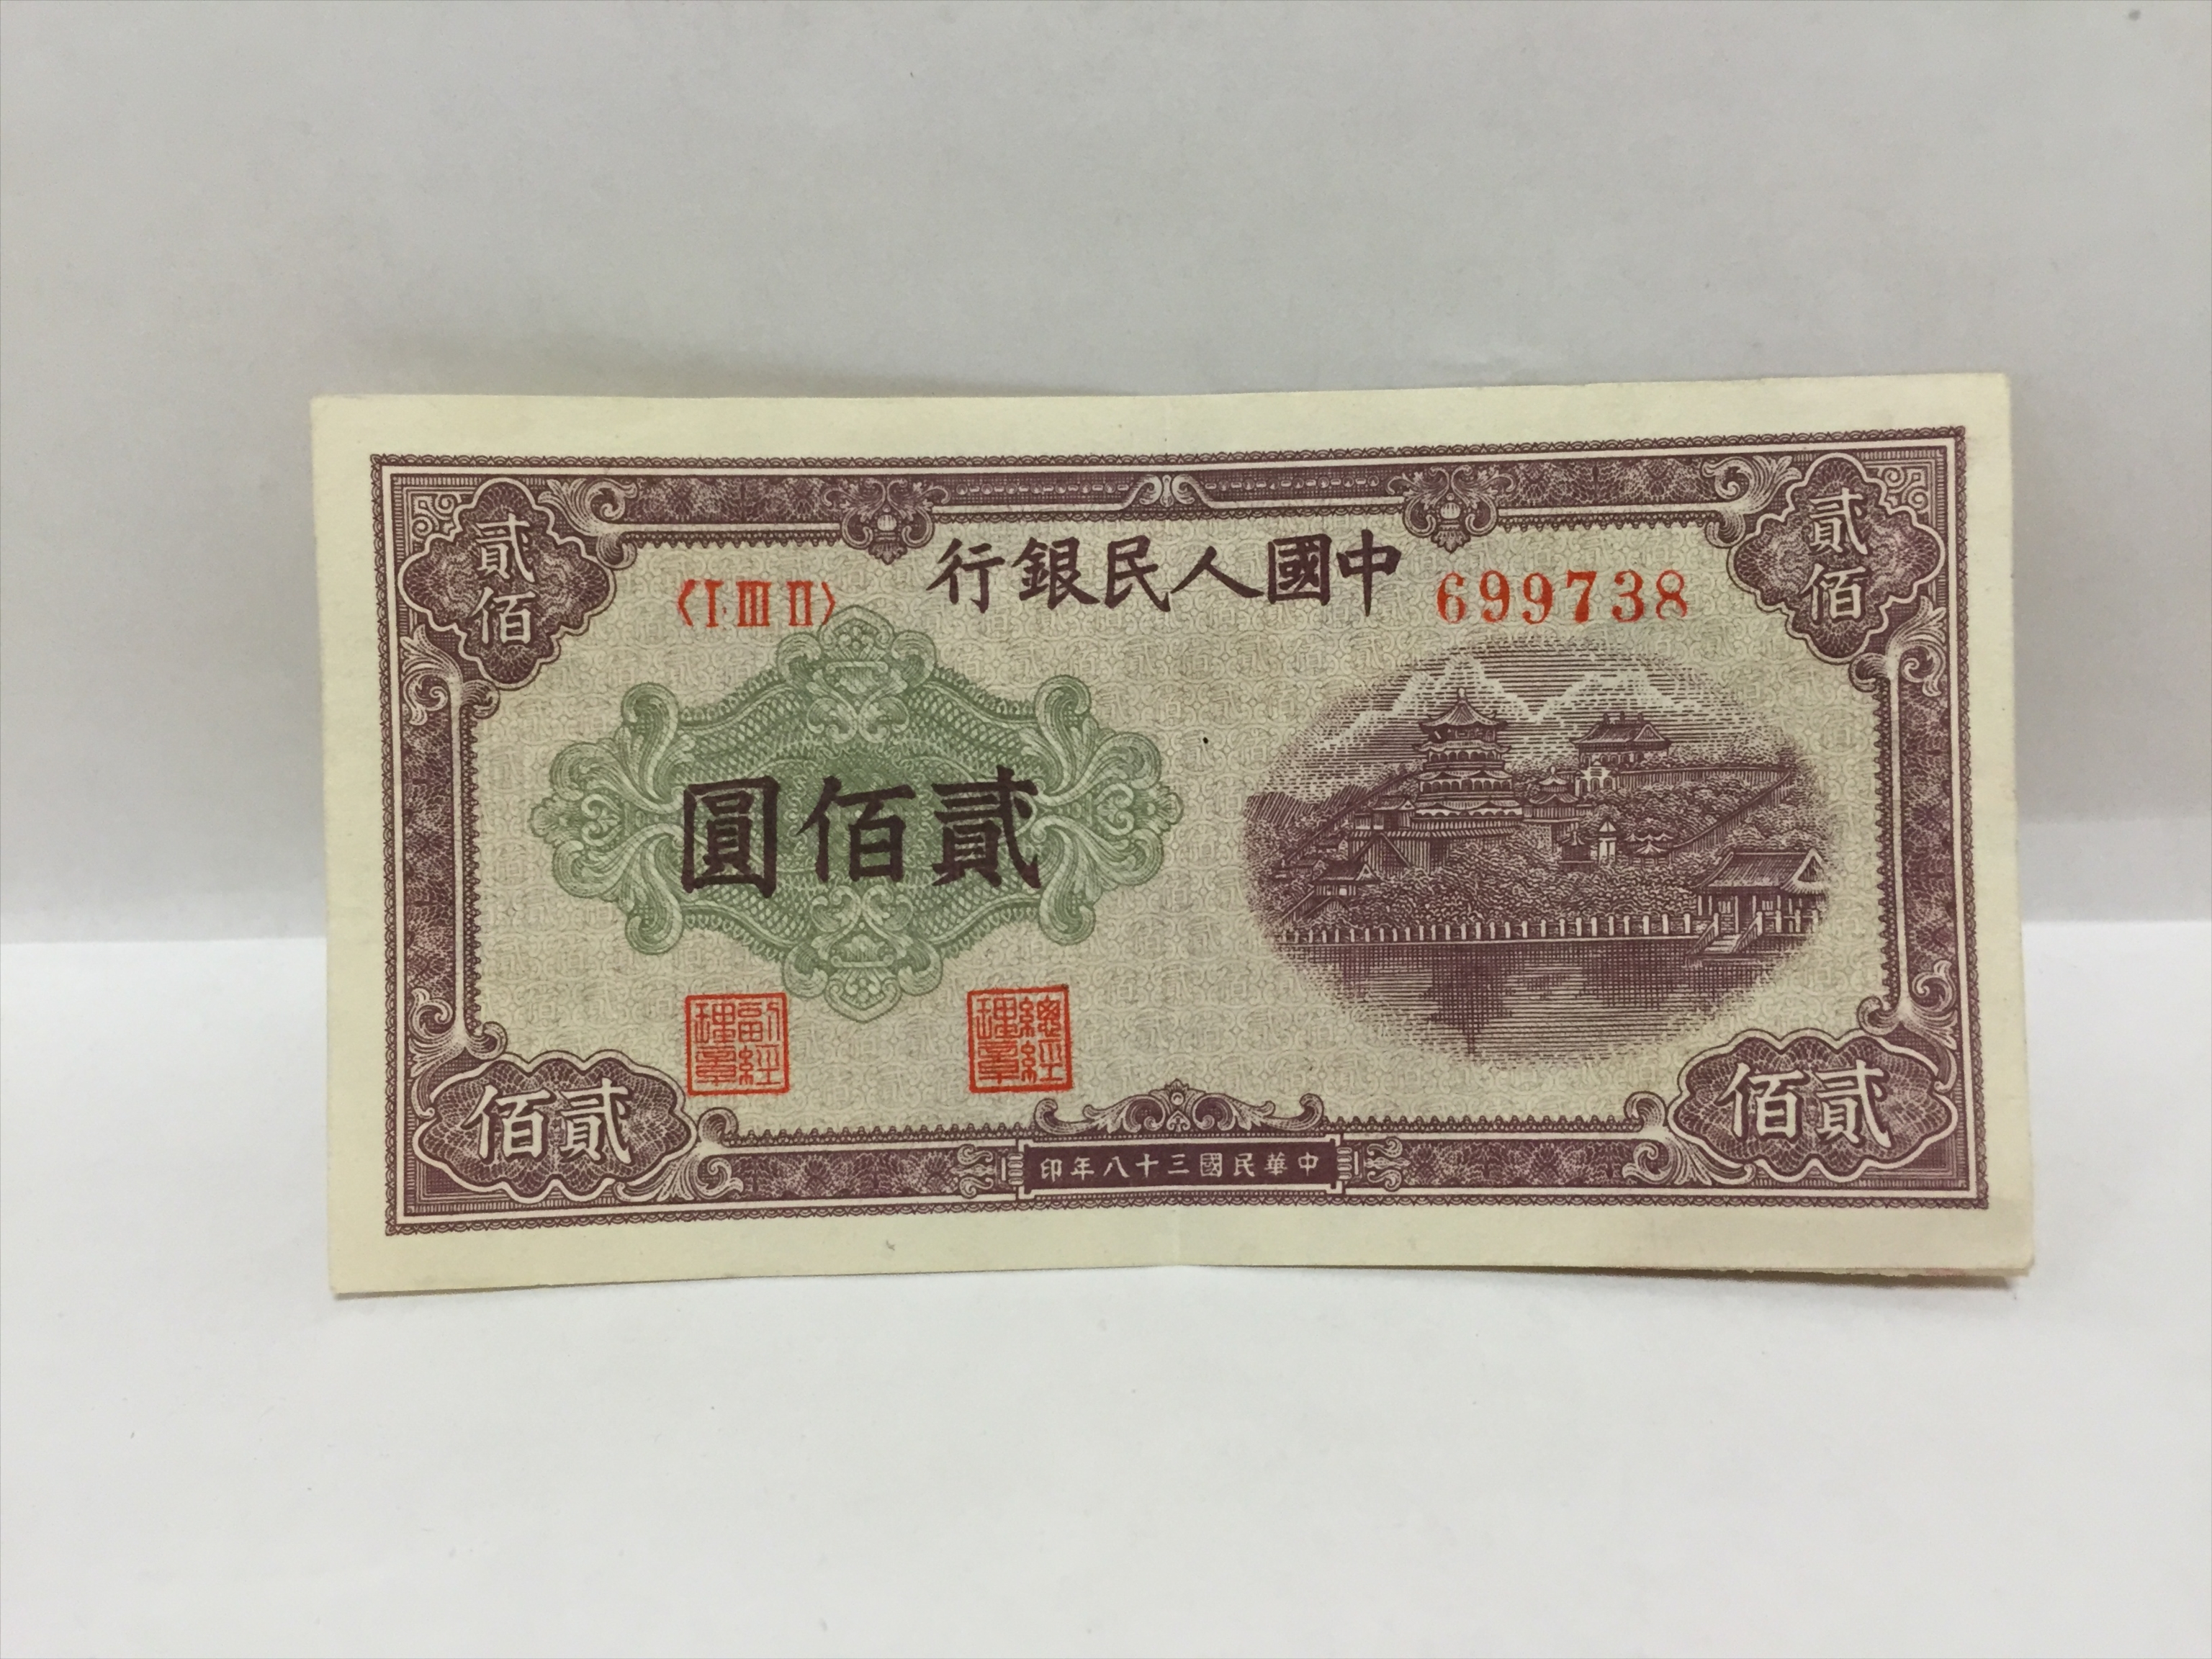 中國人民銀行
〈I III II〉
699738
貳佰
貳佰
貳佰圓
副經理章
總經理章
貳佰
貳佰
中華民國三十八年印